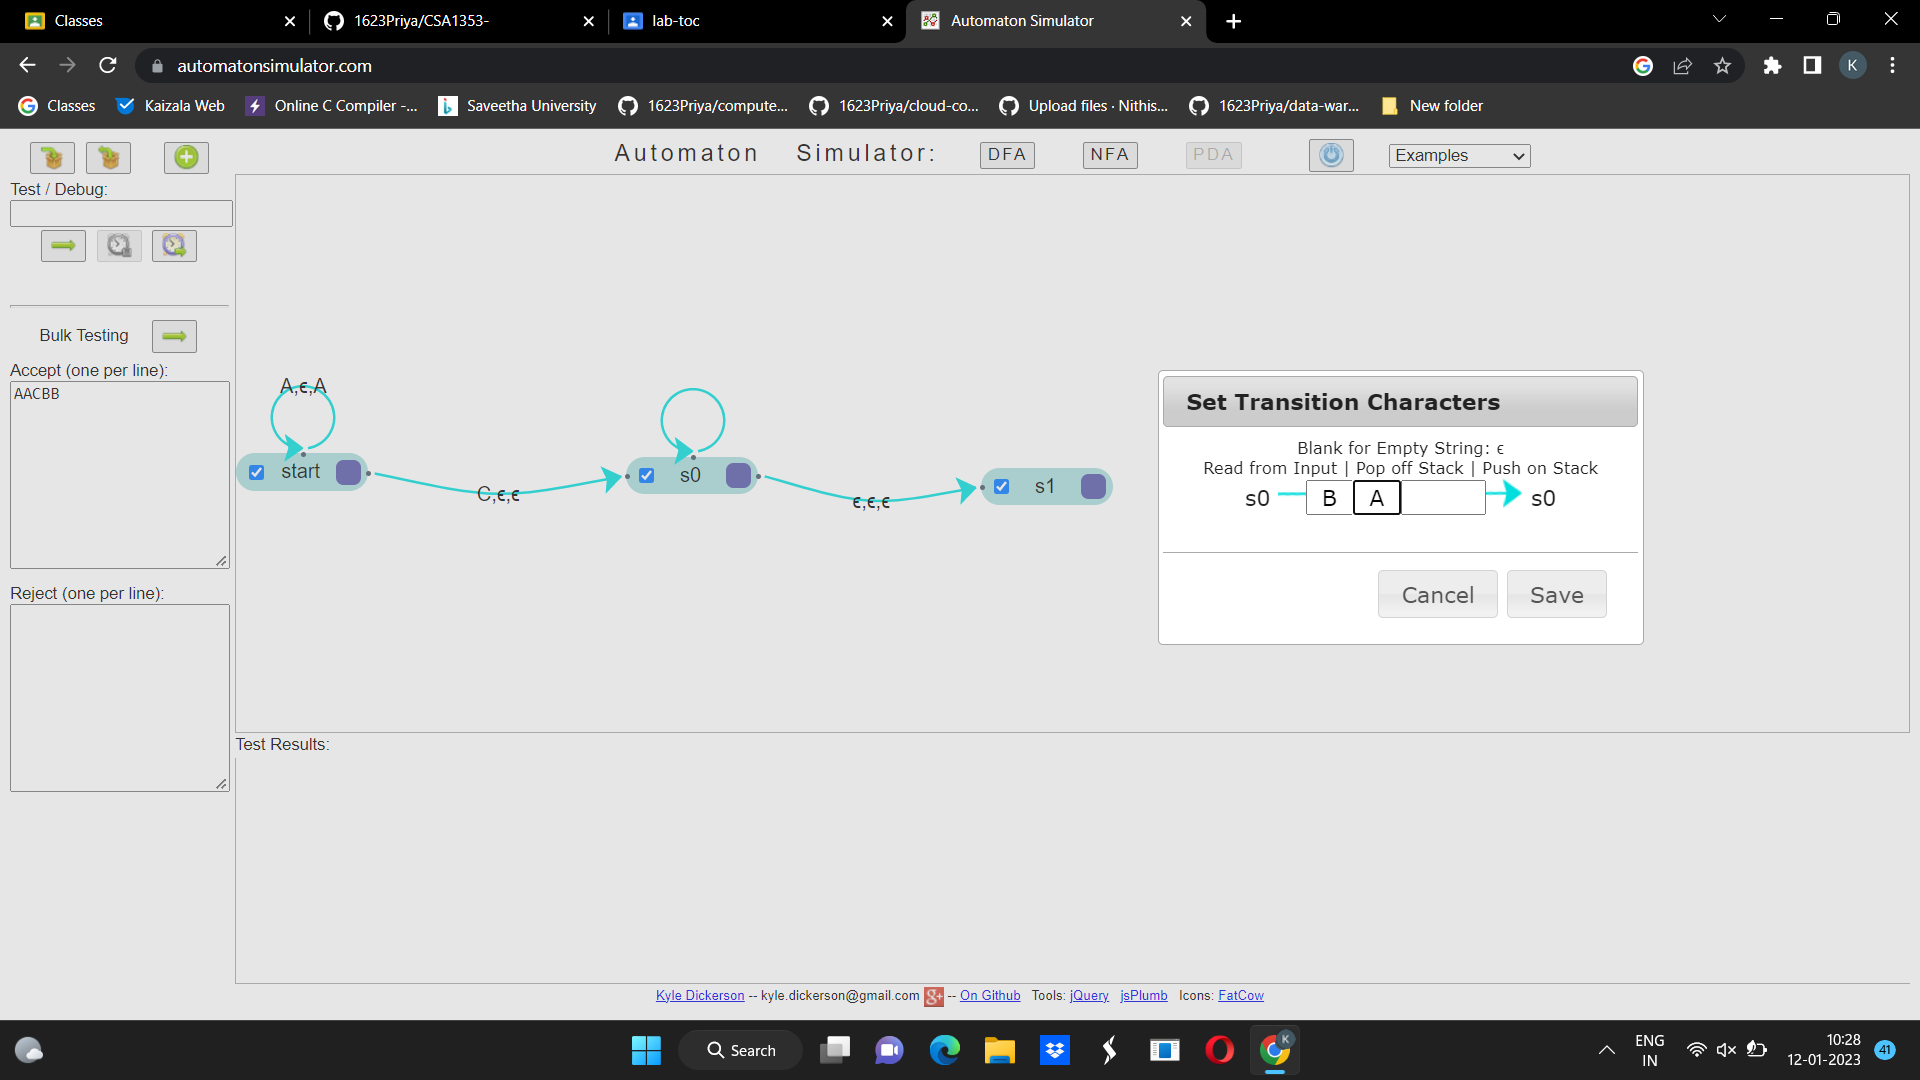 Classes
1623Priya/CSA1353-
lab-toc
Automaton Simulator
automatonsimulator.com
K
Classes
Kaizala Web
Online C Compiler -...
Saveetha University
1623Priya/compute...
1623Priya/cloud-co...
Upload files · Nithis...
1623Priya/data-war...
New folder
Automaton Simulator:
DFA
NFA
PDA
Examples
Test / Debug:
Bulk Testing
Accept (one per line):
AACBB
Reject (one per line):
A,ϵ,A
start
C,ϵ,ϵ
s0
ϵ,ϵ,ϵ
s1
Set Transition Characters
Blank for Empty String: ϵ
Read from Input | Pop off Stack | Push on Stack
s0 B A s0
Cancel Save
Test Results:
Kyle Dickerson -- kyle.dickerson@gmail.com g+ -- On Github Tools: jQuery jsPlumb Icons: FatCow
Search
K
ENG
IN
10:28
12-01-2023
41